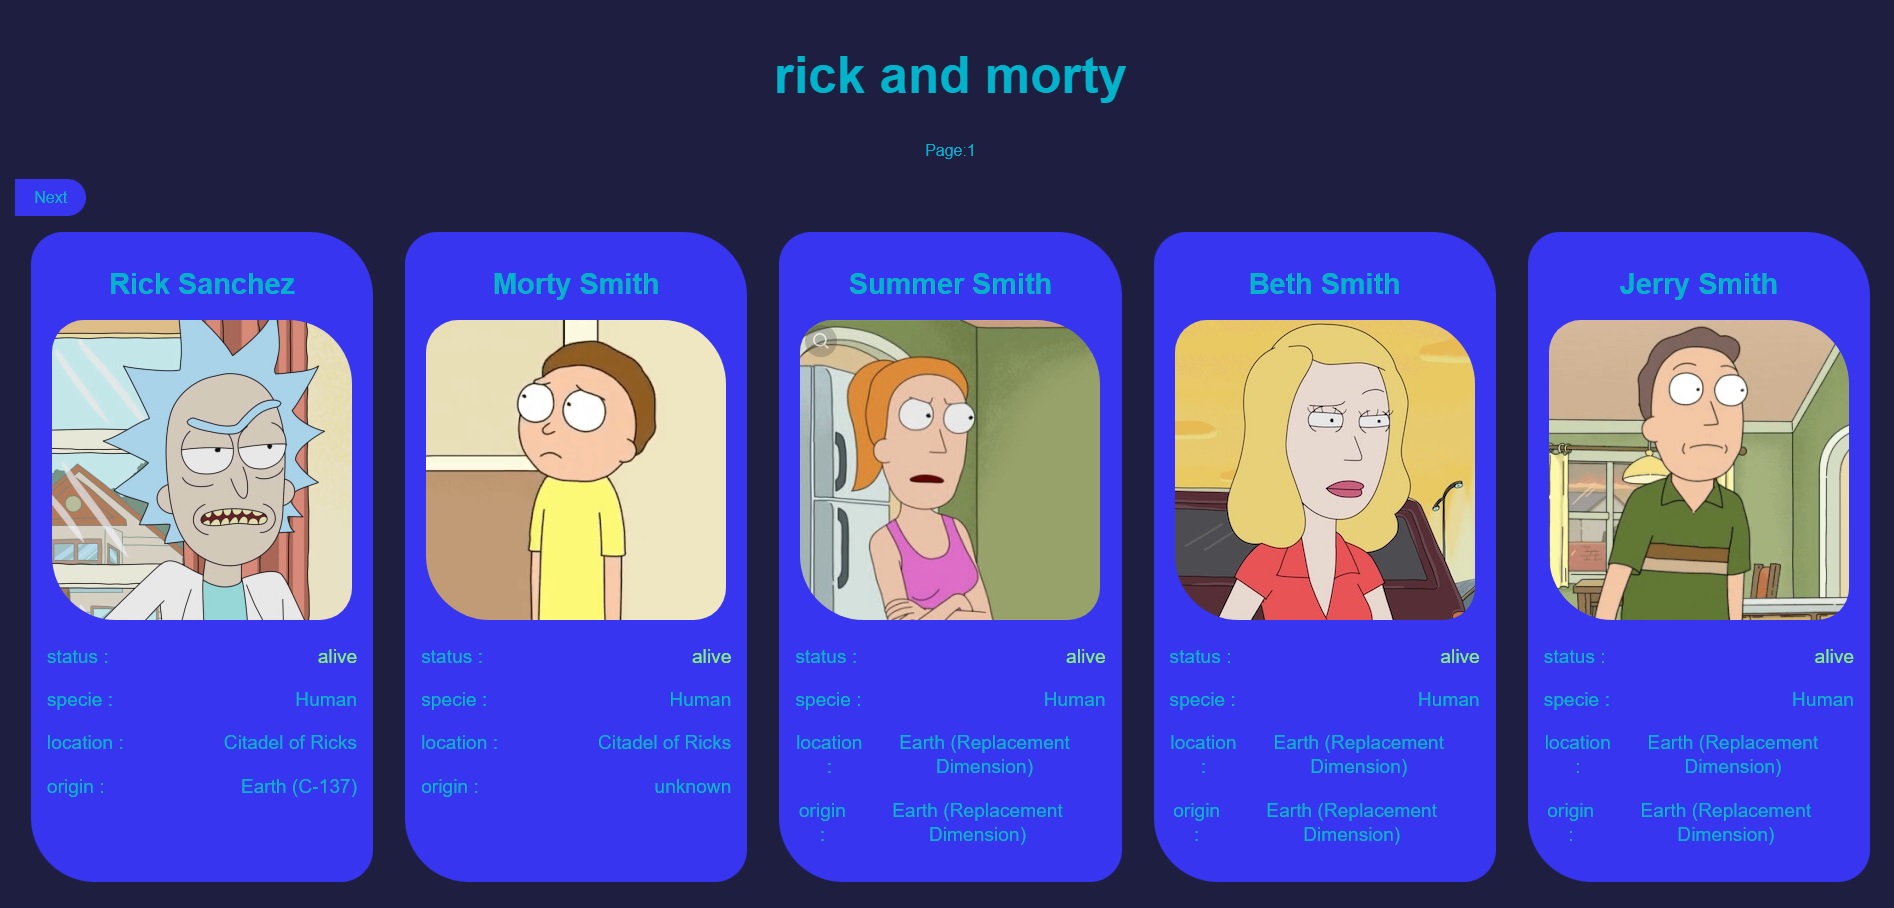 rick and morty
Page:1
Next
Rick Sanchez
status :
alive
specie :
Human
location :
Citadel of Ricks
origin :
Earth (C-137)
Morty Smith
status :
alive
specie :
Human
location :
Citadel of Ricks
origin :
unknown
Summer Smith
status :
alive
specie :
Human
location
:
Earth (Replacement
Dimension)
origin
:
Earth (Replacement
Dimension)
Beth Smith
status :
alive
specie :
Human
location
:
Earth (Replacement
Dimension)
origin
:
Earth (Replacement
Dimension)
Jerry Smith
status :
alive
specie :
Human
location
:
Earth (Replacement
Dimension)
origin
:
Earth (Replacement
Dimension)